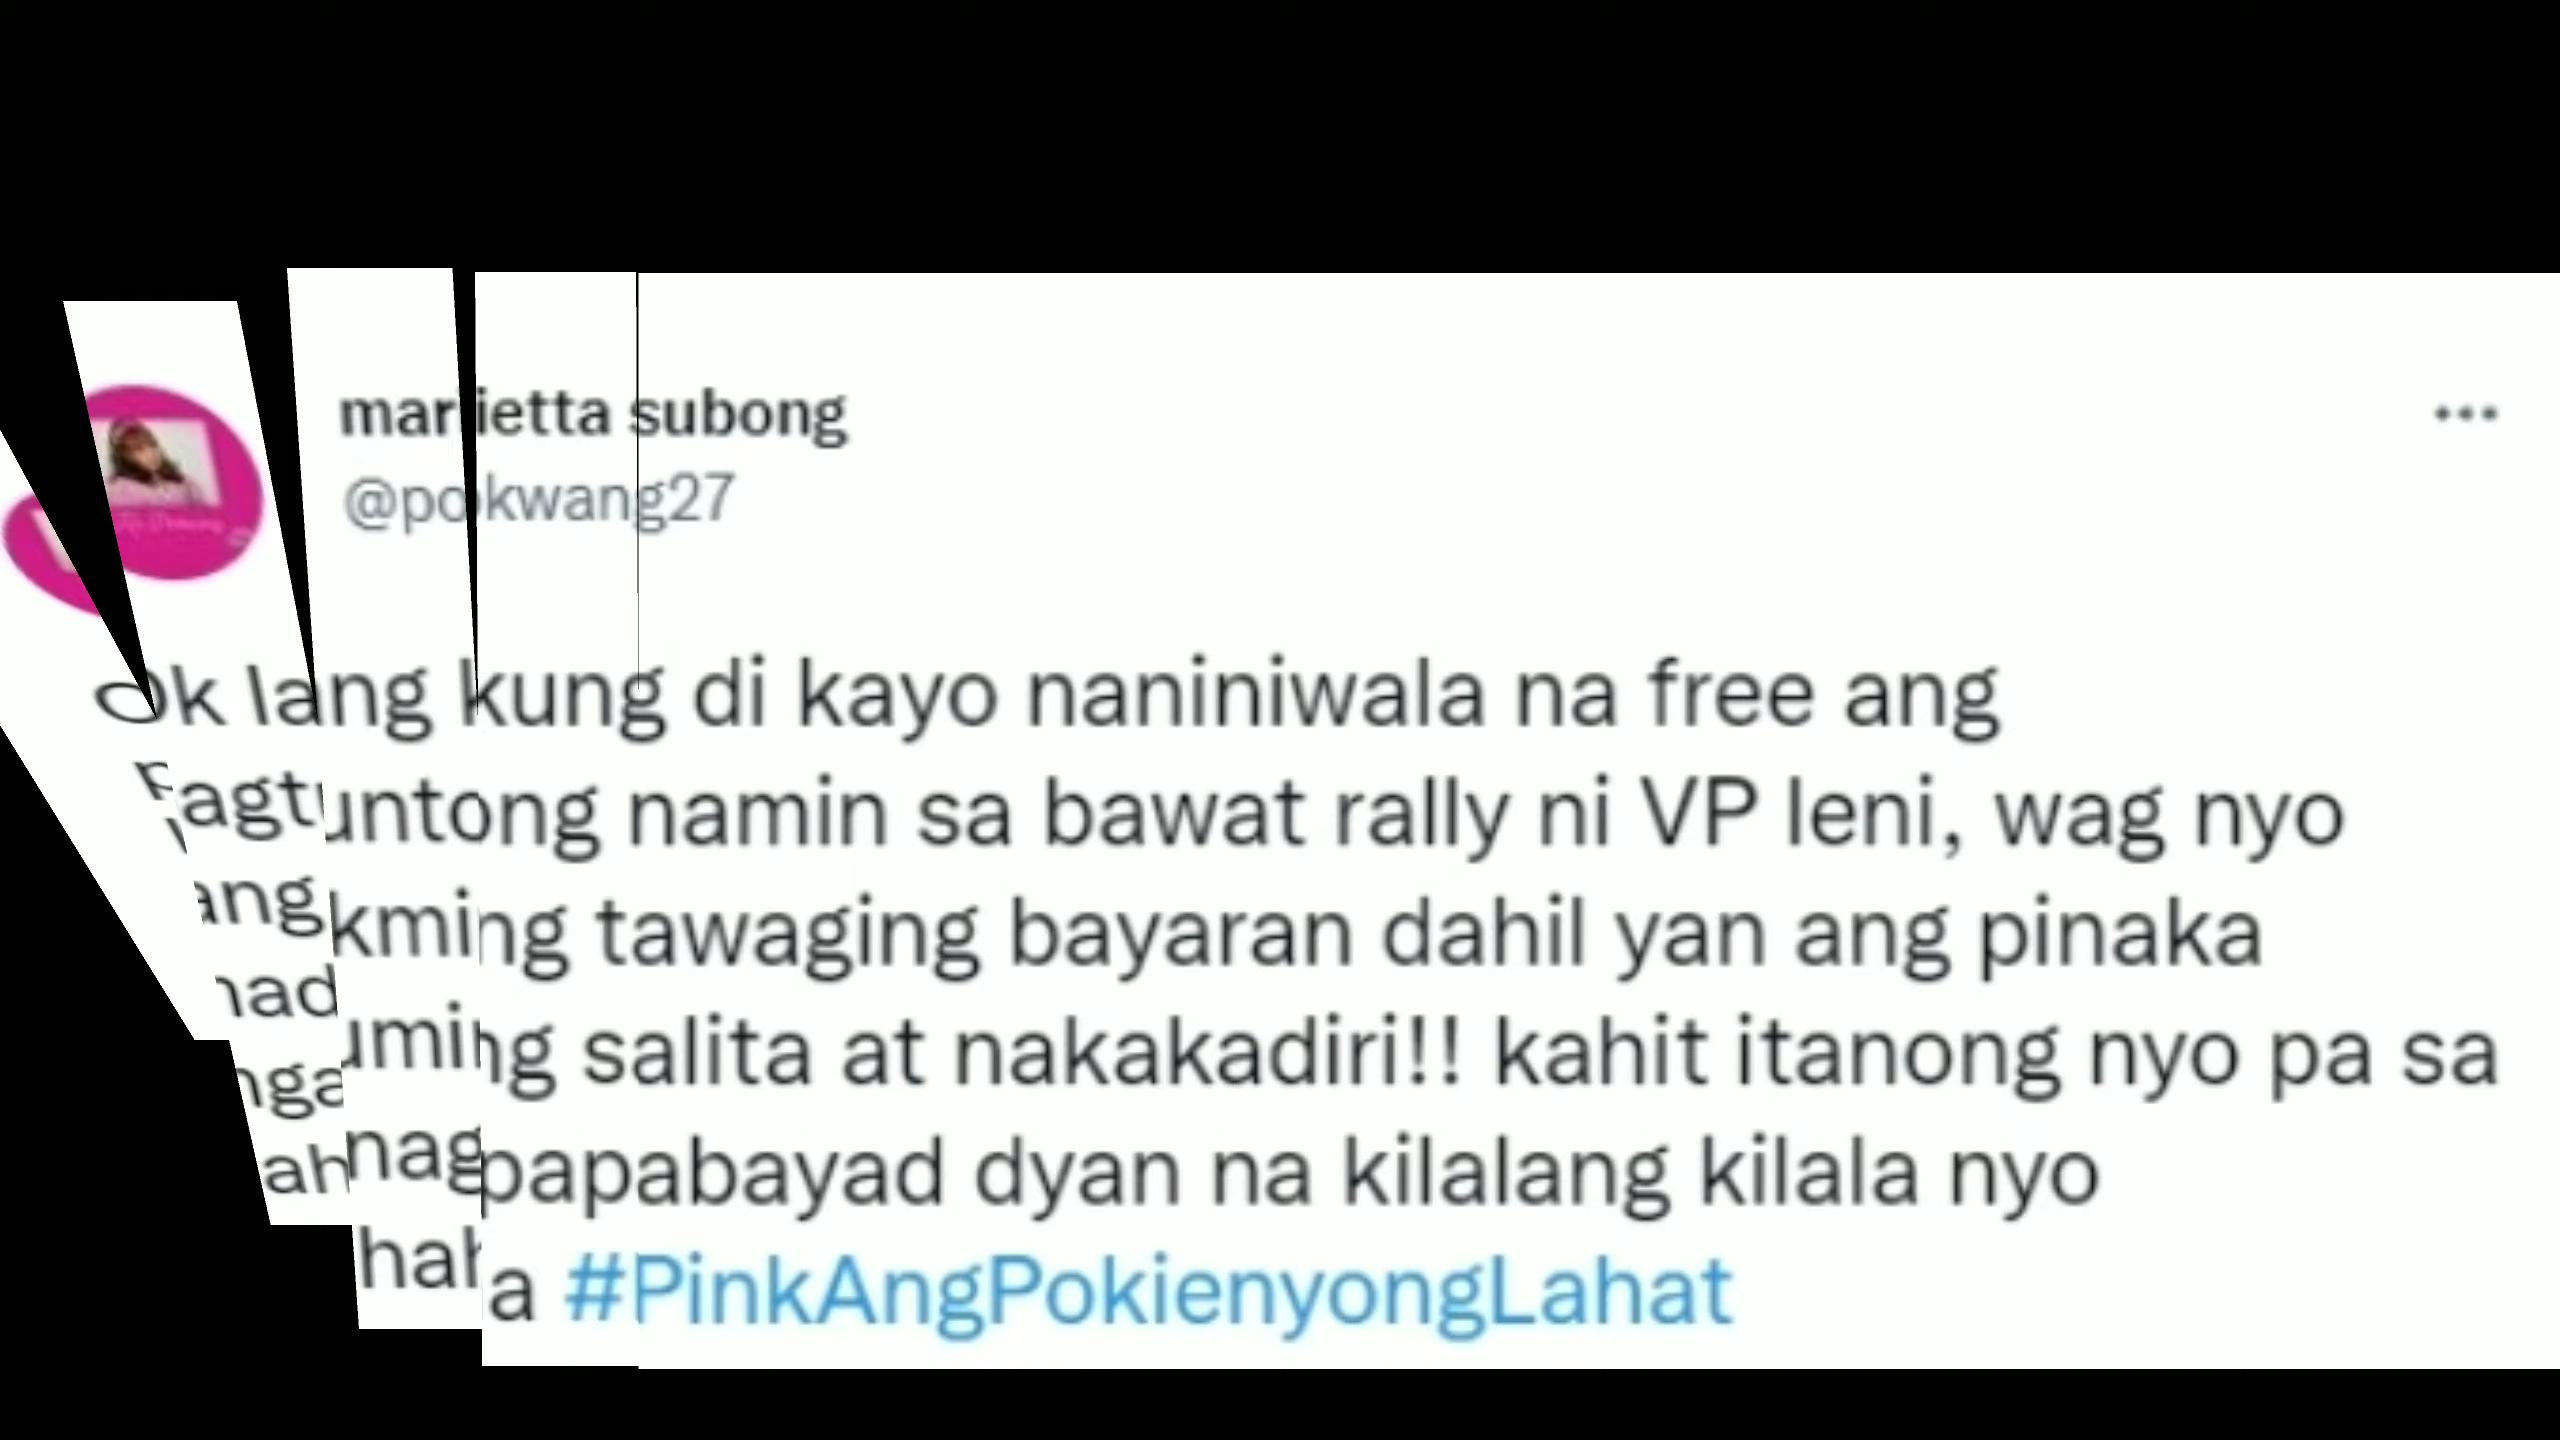 marietta subong
@pokwang27
Ok lang kung di kayo naniniwala na free ang
pagtuntong namin sa bawat rally ni VP leni, wag nyo
kming tawaging bayaran dahil yan ang pinaka
salita at nakakadiri!! kahit itanong nyo pa sa
nagpapabayad dyan na kilalang kilala nyo
#PinkAngPokienyongLahat